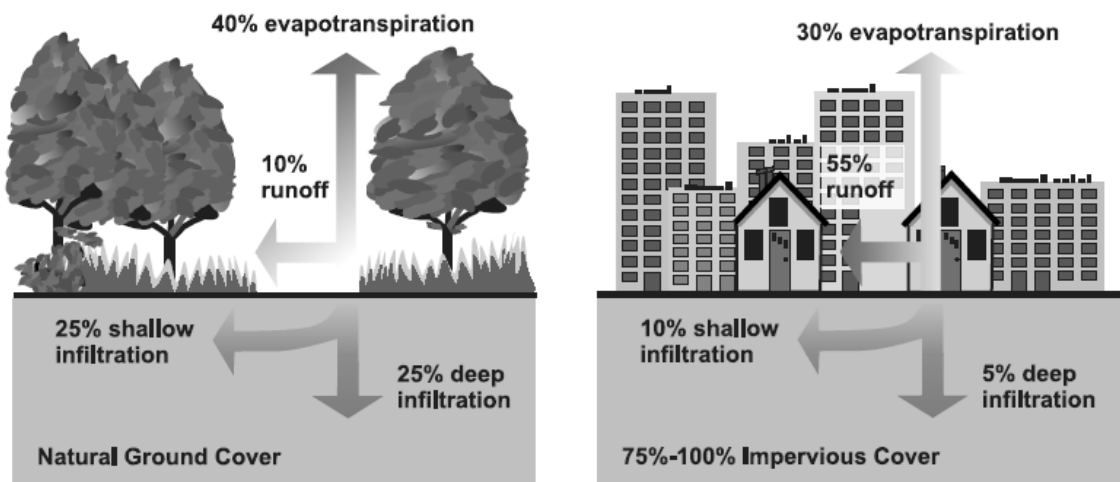 40% evapotranspiration
10%
runoff
25% shallow
infiltration
25% deep
infiltration
Natural Ground Cover
30% evapotranspiration
55%
runoff
10% shallow
infiltration
5% deep
infiltration
75%-100% Impervious Cover